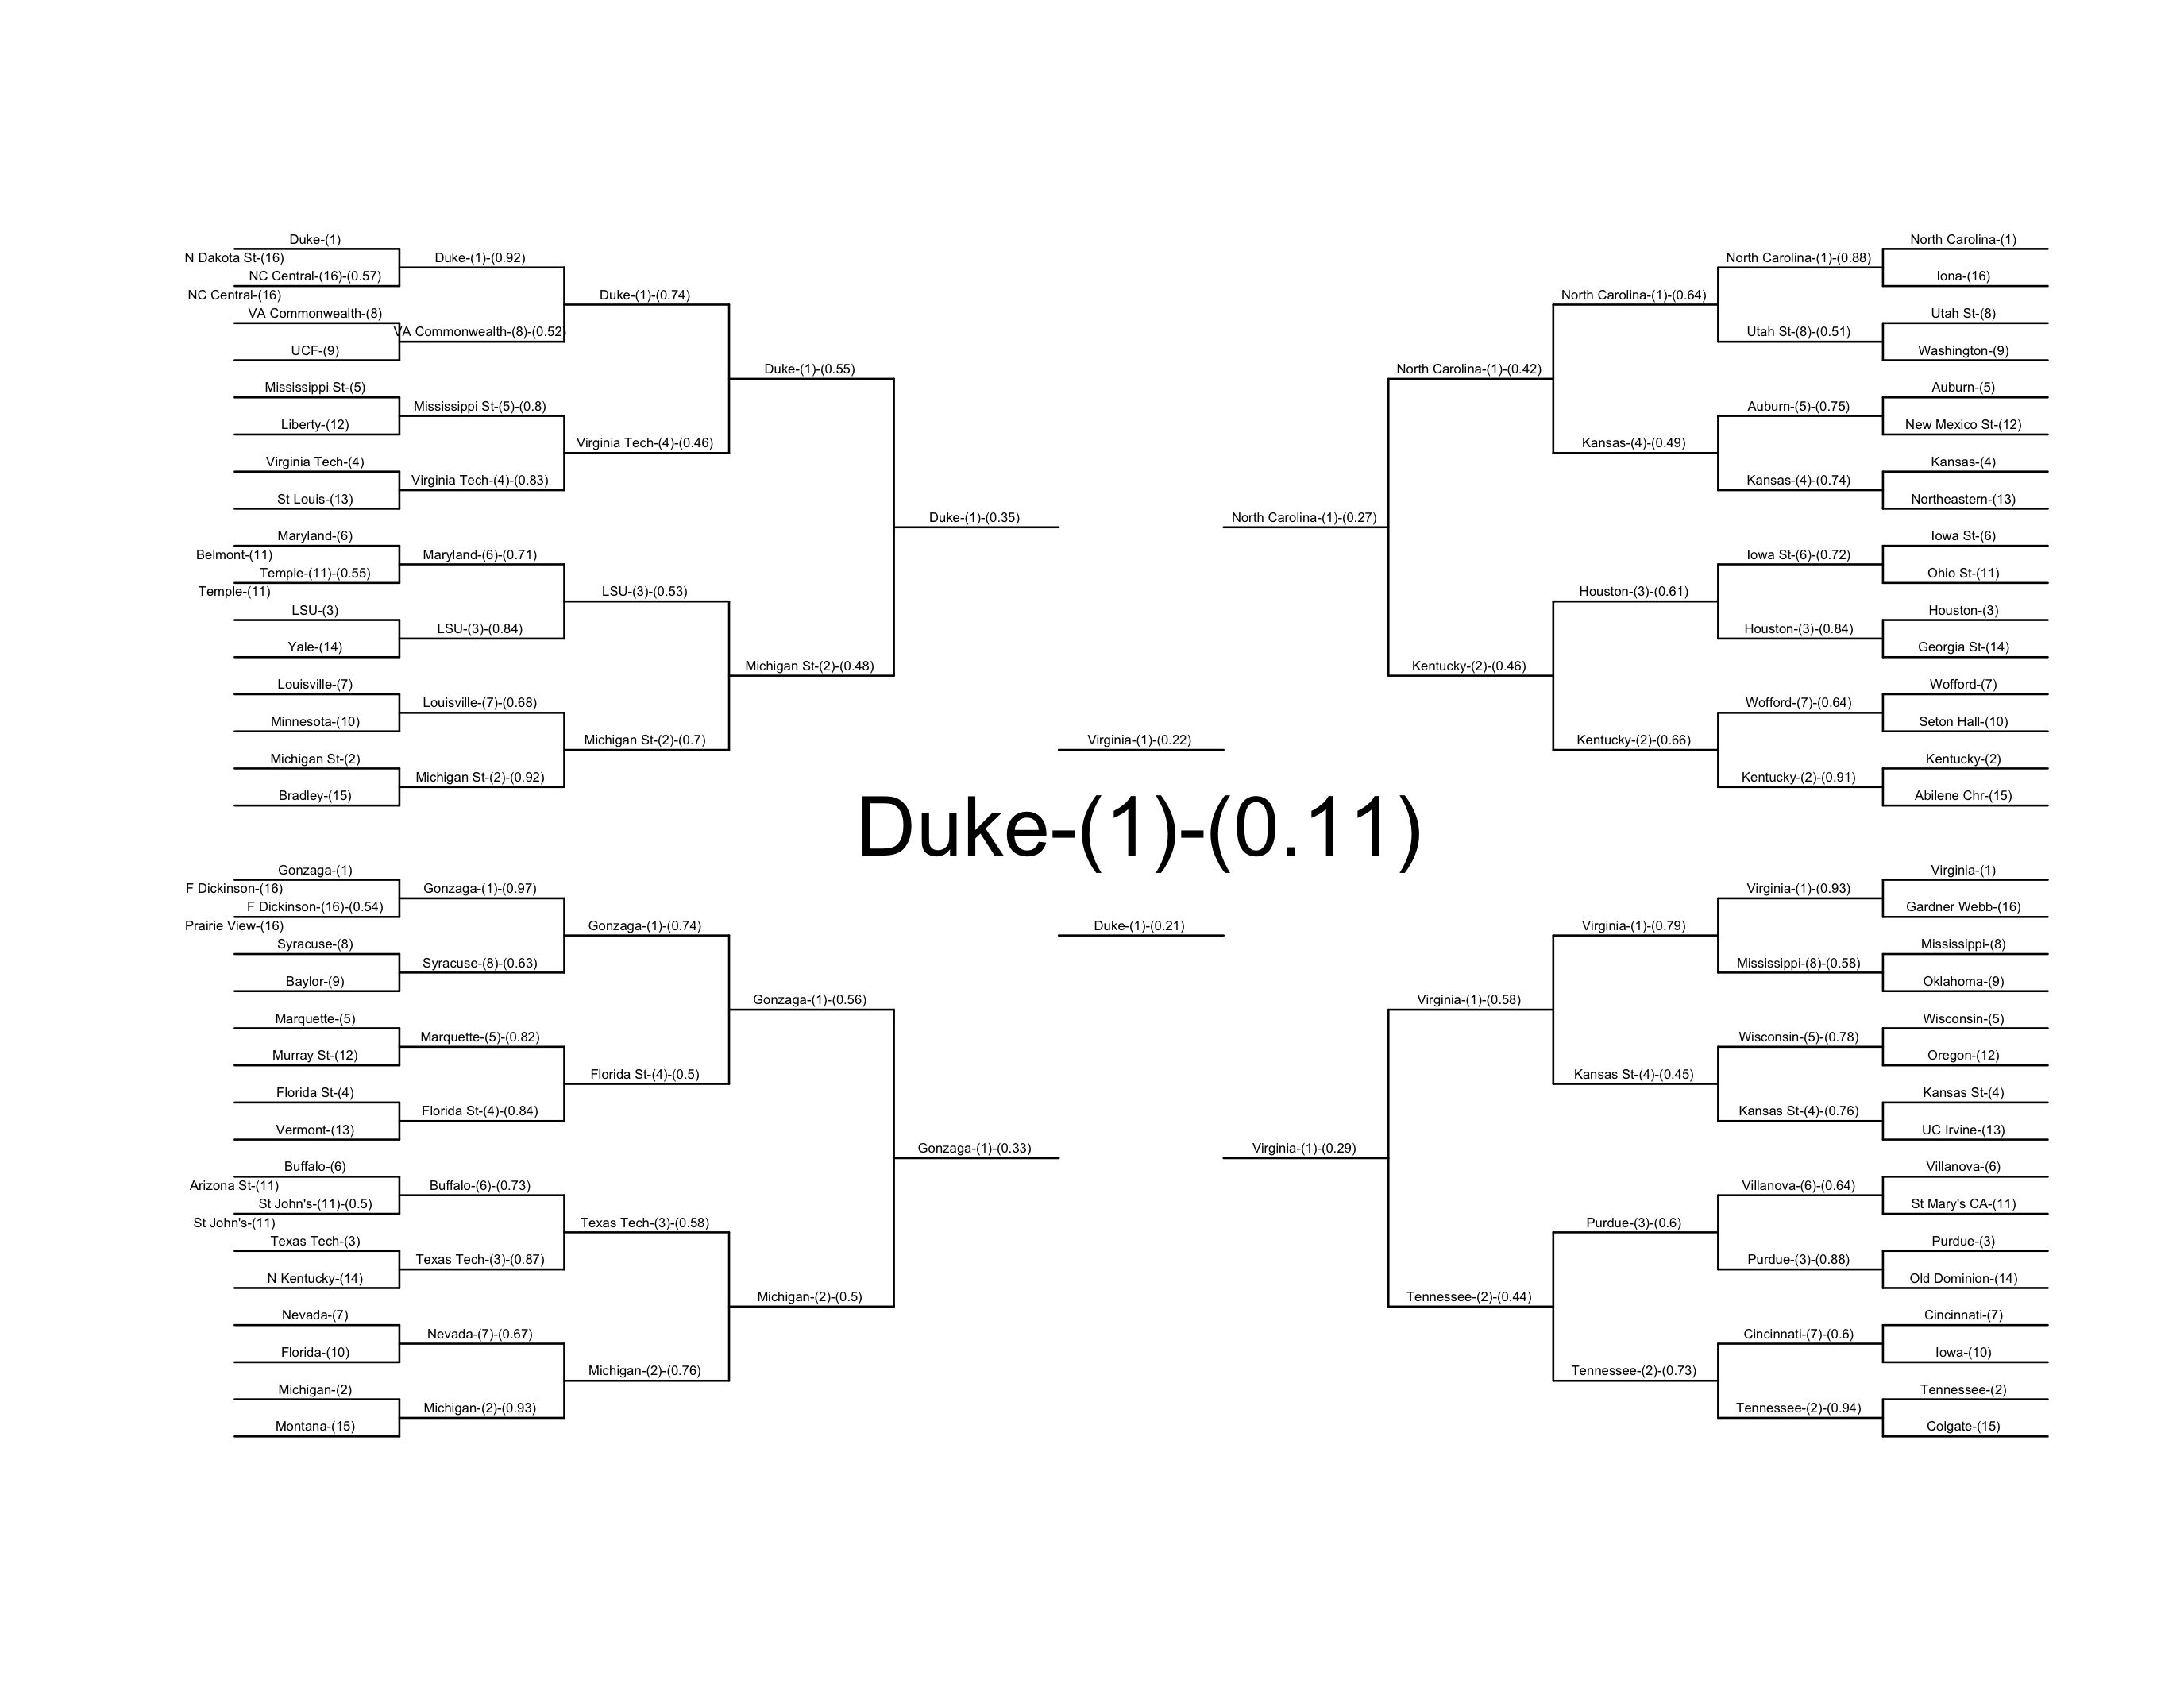 Duke-(1)
N Dakota St-(16)
NC Central-(16)-(0.57)
NC Central-(16)
VA Commonwealth-(8)
UCF-(9)
Mississippi St-(5)
Liberty-(12)
Virginia Tech-(4)
St Louis-(13)
Maryland-(6)
Belmont-(11)
Temple-(11)-(0.55)
Temple-(11)
LSU-(3)
Yale-(14)
Louisville-(7)
Minnesota-(10)
Michigan St-(2)
Bradley-(15)
Duke-(1)-(0.92)
VA Commonwealth-(8)-(0.52)
Mississippi St-(5)-(0.8)
Virginia Tech-(4)-(0.83)
Maryland-(6)-(0.71)
LSU-(3)-(0.84)
Louisville-(7)-(0.68)
Michigan St-(2)-(0.92)
Duke-(1)-(0.74)
Virginia Tech-(4)-(0.46)
LSU-(3)-(0.53)
Michigan St-(2)-(0.7)
Duke-(1)-(0.55)
Michigan St-(2)-(0.48)
Duke-(1)-(0.35)
Gonzaga-(1)
F Dickinson-(16)
F Dickinson-(16)-(0.54)
Prairie View-(16)
Syracuse-(8)
Baylor-(9)
Marquette-(5)
Murray St-(12)
Florida St-(4)
Vermont-(13)
Buffalo-(6)
Arizona St-(11)
St John's-(11)-(0.5)
St John's-(11)
Texas Tech-(3)
N Kentucky-(14)
Nevada-(7)
Florida-(10)
Michigan-(2)
Montana-(15)
Gonzaga-(1)-(0.97)
Syracuse-(8)-(0.63)
Marquette-(5)-(0.82)
Florida St-(4)-(0.84)
Buffalo-(6)-(0.73)
Texas Tech-(3)-(0.87)
Nevada-(7)-(0.67)
Michigan-(2)-(0.93)
Gonzaga-(1)-(0.74)
Florida St-(4)-(0.5)
Texas Tech-(3)-(0.58)
Michigan-(2)-(0.76)
Gonzaga-(1)-(0.56)
Michigan-(2)-(0.5)
Gonzaga-(1)-(0.33)
Virginia-(1)-(0.22)
Duke-(1)-(0.11)
Duke-(1)-(0.21)
North Carolina-(1)-(0.27)
North Carolina-(1)-(0.42)
Kentucky-(2)-(0.46)
North Carolina-(1)-(0.64)
Kansas-(4)-(0.49)
Houston-(3)-(0.61)
Kentucky-(2)-(0.66)
North Carolina-(1)-(0.88)
Utah St-(8)-(0.51)
Auburn-(5)-(0.75)
Kansas-(4)-(0.74)
Iowa St-(6)-(0.72)
Houston-(3)-(0.84)
Wofford-(7)-(0.64)
Kentucky-(2)-(0.91)
North Carolina-(1)
Iona-(16)
Utah St-(8)
Washington-(9)
Auburn-(5)
New Mexico St-(12)
Kansas-(4)
Northeastern-(13)
Iowa St-(6)
Ohio St-(11)
Houston-(3)
Georgia St-(14)
Wofford-(7)
Seton Hall-(10)
Kentucky-(2)
Abilene Chr-(15)
Virginia-(1)-(0.29)
Virginia-(1)-(0.58)
Tennessee-(2)-(0.44)
Virginia-(1)-(0.79)
Kansas St-(4)-(0.45)
Purdue-(3)-(0.6)
Tennessee-(2)-(0.73)
Virginia-(1)-(0.93)
Mississippi-(8)-(0.58)
Wisconsin-(5)-(0.78)
Kansas St-(4)-(0.76)
Villanova-(6)-(0.64)
Purdue-(3)-(0.88)
Cincinnati-(7)-(0.6)
Tennessee-(2)-(0.94)
Virginia-(1)
Gardner Webb-(16)
Mississippi-(8)
Oklahoma-(9)
Wisconsin-(5)
Oregon-(12)
Kansas St-(4)
UC Irvine-(13)
Villanova-(6)
St Mary's CA-(11)
Purdue-(3)
Old Dominion-(14)
Cincinnati-(7)
Iowa-(10)
Tennessee-(2)
Colgate-(15)